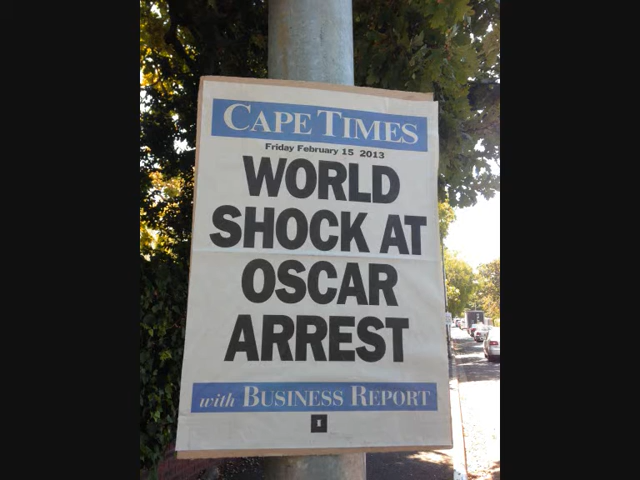 CAPE TIMES
Friday February 15 2013
WORLD
SHOCK AT
OSCAR
ARREST
with BUSINESS REPORT